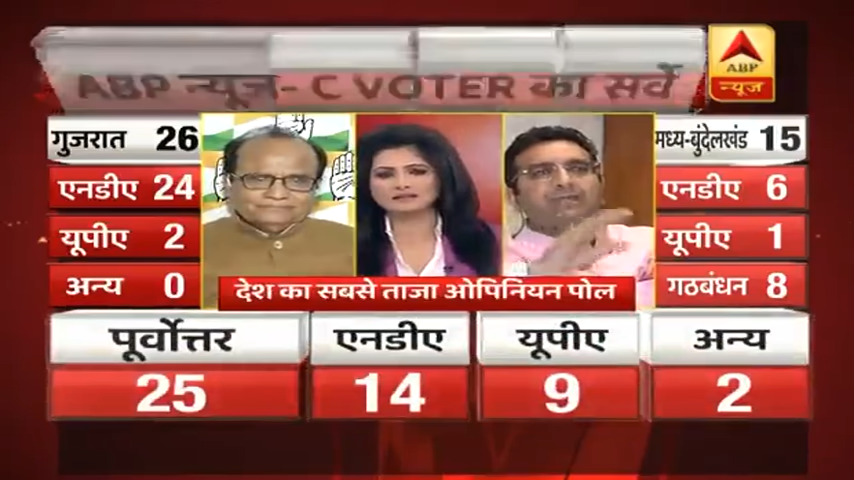 ABP न्यूज़- C VOTER का सर्वे
ABP
न्यूज़
गुजरात 26
एनडीए 24
यूपीए 2
अन्य 0
मध्य-बुंदेलखंड 15
एनडीए 6
यूपीए 1
गठबंधन 8
देश का सबसे ताजा ओपिनियन पोल
पूर्वोत्तर एनडीए यूपीए अन्य
25 14 9 2